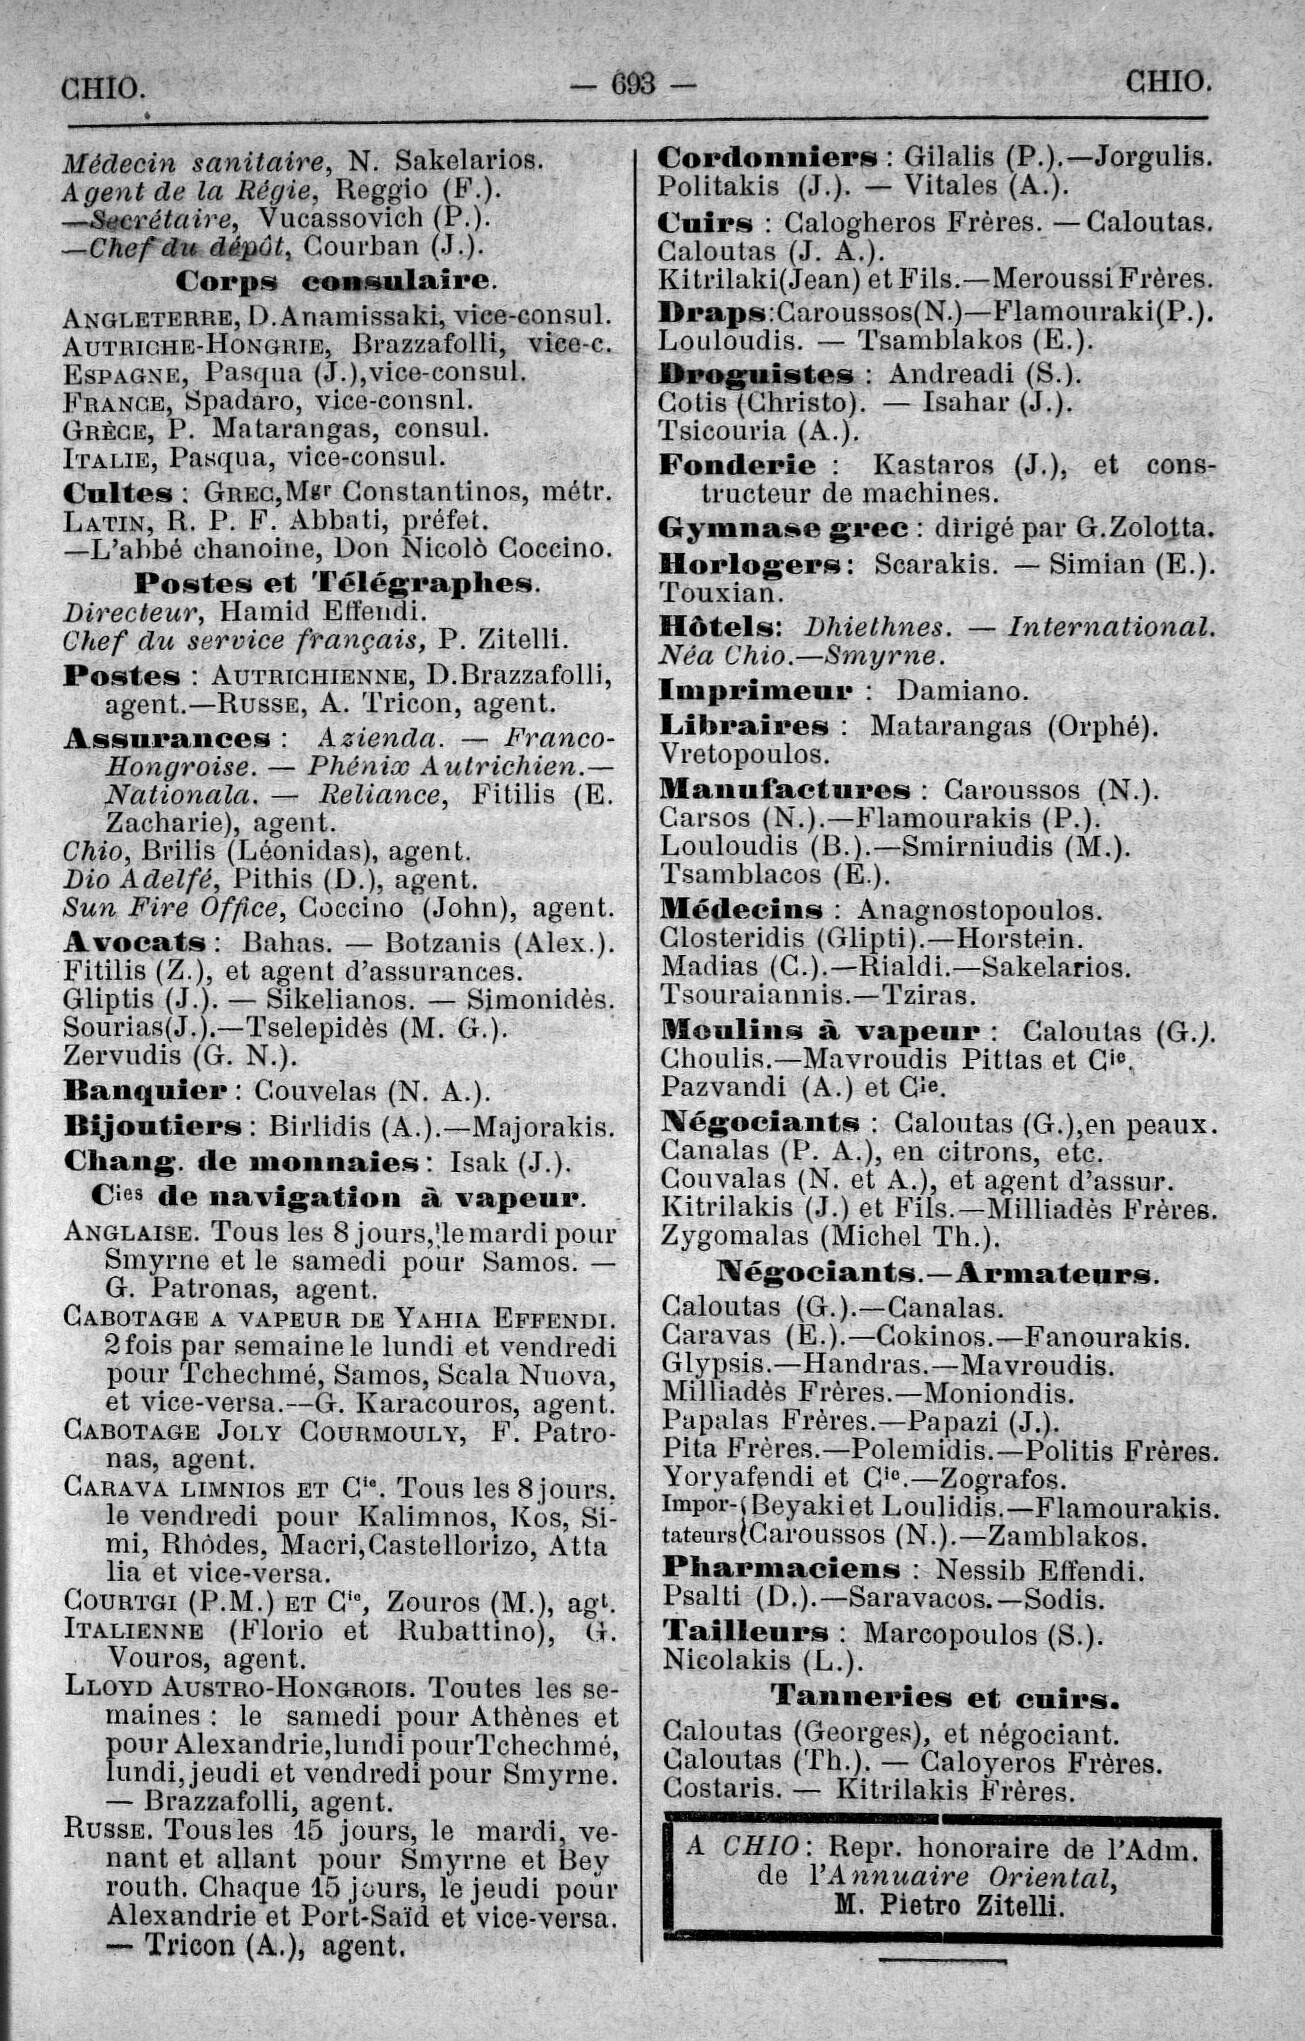 CHIO.
— 693 —
CHIO.
Médecin sanitaire, N. Sakelarios.
Agent de la Régie, Reggio (F.).
—Secrétaire, Vucassovich (P.).
—Chef du dépôt, Courban (J.).
Corps consulaire.
ANGLETERRE, D.Anamissaki, vice-consul.
AUTRICHE-HONGRIE, Brazzafolli, vice-c.
ESPAGNE, Pasqua (J.),vice-consul.
FRANCE, Spadaro, vice-consnl.
GRÈCE, P. Matarangas, consul.
ITALIE, Pasqua, vice-consul.
Cultes : GREC,Mgr Constantinos, métr.
LATIN, R. P. F. Abbati, préfet.
—L'abbé chanoine, Don Nicolò Coccino.
Postes et Télégraphes.
Directeur, Hamid Effendi.
Chef du service français, P. Zitelli.
Postes : AUTRICHIENNE, D.Brazzafolli,
agent.—RUSSE, A. Tricon, agent.
Assurances : Azienda. — Franco-
Hongroise. — Phénix Autrichien.—
Nationala. — Reliance, Fitilis (E.
Zacharie), agent.
Chio, Brilis (Léonidas), agent.
Dio Adelfé, Pithis (D.), agent.
Sun Fire Office, Coccino (John), agent.
Avocats : Bahas. — Botzanis (Alex.).
Fitilis (Z.), et agent d'assurances.
Gliptis (J.). — Sikelianos. — Simonidès.
Sourias(J.).—Tselepidès (M. G.).
Zervudis (G. N.).
Banquier : Couvelas (N. A.).
Bijoutiers : Birlidis (A.).—Majorakis.
Chang. de monnaies : Isak (J.).
Cies de navigation à vapeur.
ANGLAISE. Tous les 8 jours, le mardi pour
Smyrne et le samedi pour Samos. —
G. Patronas, agent.
CABOTAGE A VAPEUR DE YAHIA EFFENDI.
2 fois par semaine le lundi et vendredi
pour Tchechmé, Samos, Scala Nuova,
et vice-versa.--G. Karacouros, agent.
CABOTAGE JOLY COURMOULY, F. Patro-
nas, agent.
CARAVA LIMNIOS ET Cie. Tous les 8 jours.
le vendredi pour Kalimnos, Kos, Si-
mi, Rhôdes, Macri,Castellorizo, Atta
lia et vice-versa.
COURTGI (P.M.) ET Cie, Zouros (M.), agt.
ITALIENNE (Florio et Rubattino), G.
Vouros, agent.
LLOYD AUSTRO-HONGROIS. Toutes les se-
maines : le samedi pour Athènes et
pour Alexandrie,lundi pour Tchechmé,
lundi, jeudi et vendredi pour Smyrne.
— Brazzafolli, agent.
RUSSE. Tous les 15 jours, le mardi, ve-
nant et allant pour Smyrne et Bey
routh. Chaque 15 jours, le jeudi pour
Alexandrie et Port-Saïd et vice-versa.
— Tricon (A.), agent.
Cordonniers : Gilalis (P.).—Jorgulis.
Politakis (J.). — Vitales (A.).
Cuirs : Calogheros Frères. — Caloutas.
Caloutas (J. A.).
Kitrilaki(Jean) et Fils.—Meroussi Frères.
Draps:Caroussos(N.)—Flamouraki(P.).
Louloudis. — Tsamblakos (E.).
Droguistes : Andreadi (S.).
Cotis (Christo). — Isahar (J.).
Tsicouria (A.).
Fonderie : Kastaros (J.), et cons-
tructeur de machines.
Gymnase grec : dirigé par G.Zolotta.
Horlogers : Scarakis. — Simian (E.).
Touxian.
Hôtels: Dhiethnes. — International.
Néa Chio.—Smyrne.
Imprimeur : Damiano.
Libraires : Matarangas (Orphé).
Vretopoulos.
Manufactures : Caroussos (N.).
Carsos (N.).—Flamourakis (P.).
Louloudis (B.).—Smirniudis (M.).
Tsamblacos (E.).
Médecins : Anagnostopoulos.
Closteridis (Glipti).—Horstein.
Madias (C.).—Rialdi.—Sakelarios.
Tsouraiannis.—Tziras.
Moulins à vapeur : Caloutas (G.).
Choulis.—Mavroudis Pittas et Cie.
Pazvandi (A.) et Cie.
Négociants : Caloutas (G.),en peaux.
Canalas (P. A.), en citrons, etc.
Couvalas (N. et A.), et agent d'assur.
Kitrilakis (J.) et Fils.—Milliadès Frères.
Zygomalas (Michel Th.).
Négociants.—Armateurs.
Caloutas (G.).—Canalas.
Caravas (E.).—Cokinos.—Fanourakis.
Glypsis.—Handras.—Mavroudis.
Milliadès Frères.—Moniondis.
Papalas Frères.—Papazi (J.).
Pita Frères.—Polemidis.—Politis Frères.
Yoryafendi et Cie.—Zografos.
Impor-{Beyaki et Loulidis.—Flamourakis.
tateurs{Caroussos (N.).—Zamblakos.
Pharmaciens : Nessib Effendi.
Psalti (D.).—Saravacos.—Sodis.
Tailleurs : Marcopoulos (S.).
Nicolakis (L.).
Tanneries et cuirs.
Caloutas (Georges), et négociant.
Caloutas (Th.). — Caloyeros Frères.
Costaris. — Kitrilakis Frères.
A CHIO : Repr. honoraire de l'Adm.
de l'Annuaire Oriental,
M. Pietro Zitelli.